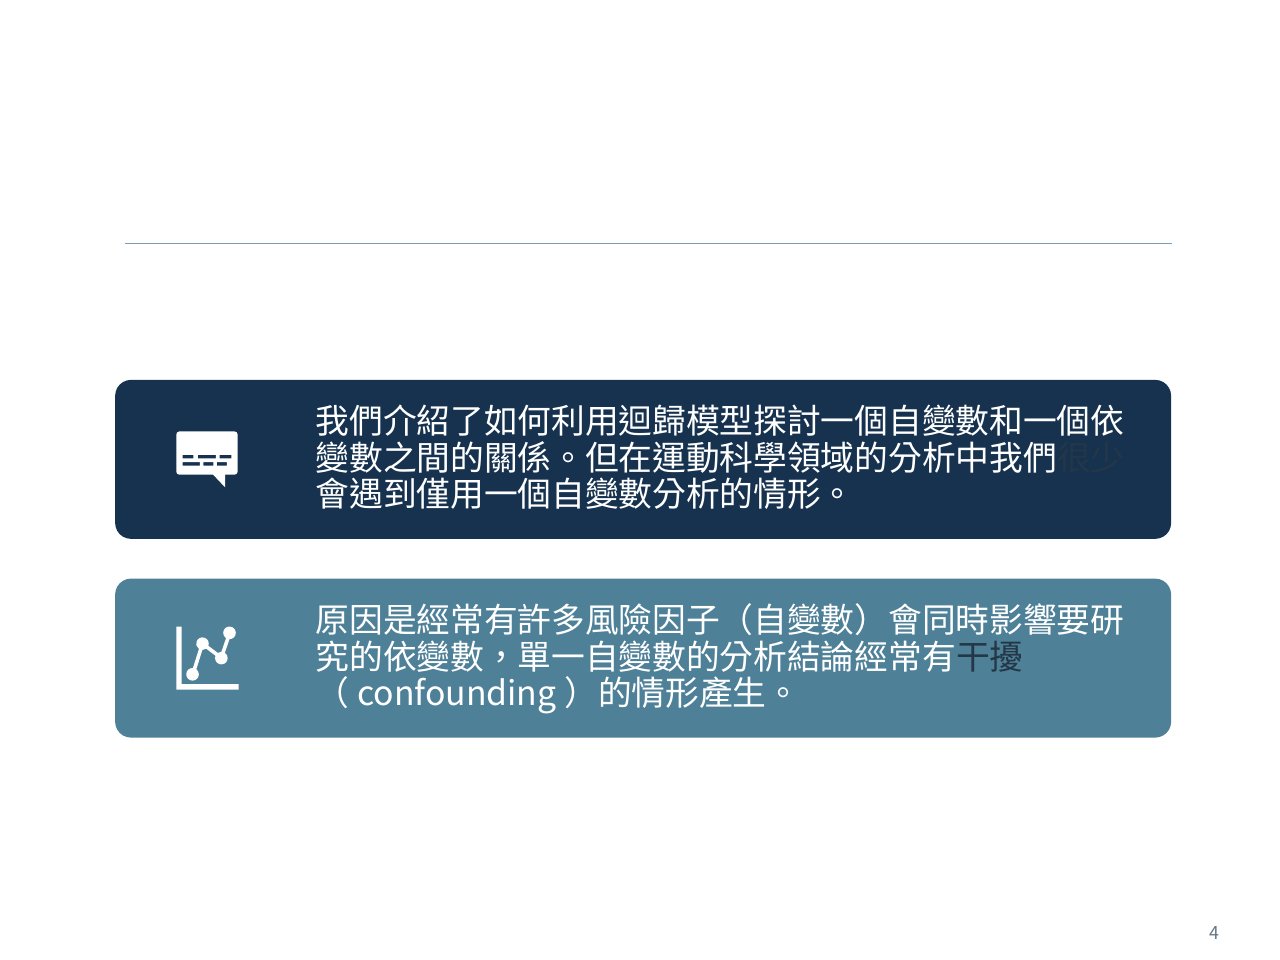 我們介紹了如何利用迴歸模型探討一個自變數和一個依
變數之間的關係。但在運動科學領域的分析中我們很少
會遇到僅用一個自變數分析的情形。
原因是經常有許多風險因子（自變數）會同時影響要研
究的依變數，單一自變數的分析結論經常有干擾
（confounding）的情形產生。
4